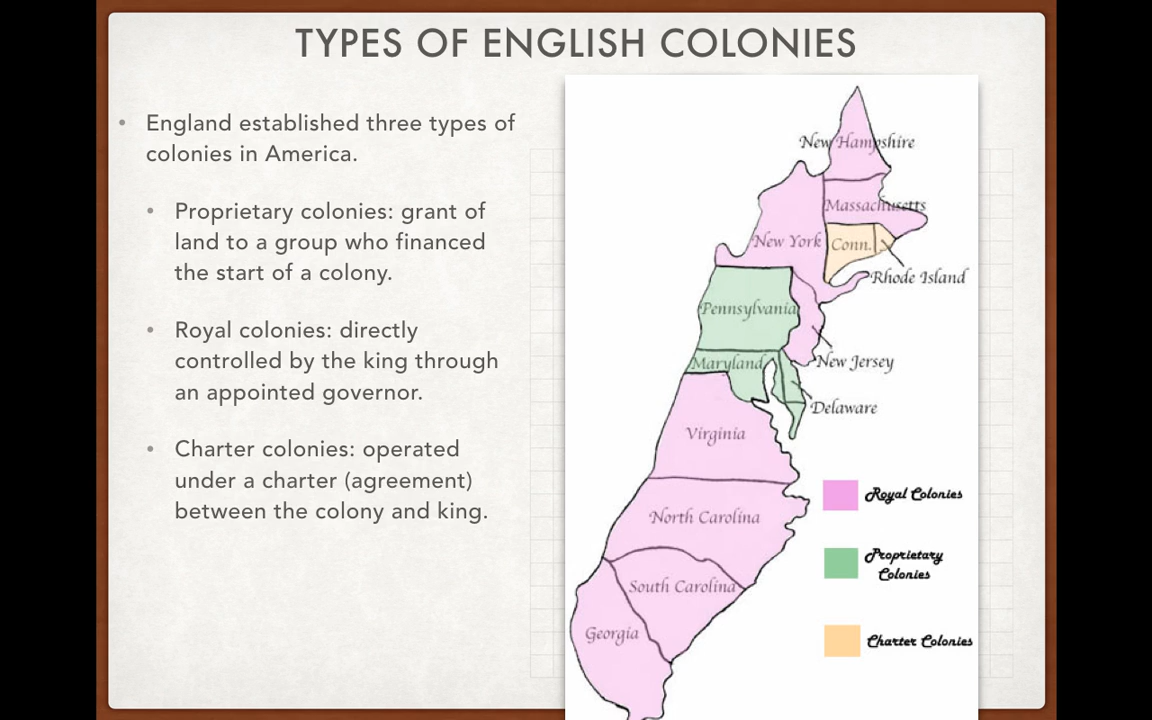 TYPES OF ENGLISH COLONIES
• England established three types of
colonies in America.
• Proprietary colonies: grant of
land to a group who financed
the start of a colony.
• Royal colonies: directly
controlled by the king through
an appointed governor.
• Charter colonies: operated
under a charter (agreement)
between the colony and king.
New Hampshire
Massachusetts
New York
Conn.
Rhode Island
Pennsylvania
Maryland
New Jersey
Delaware
Virginia
North Carolina
South Carolina
Georgia
Royal Colonies
Proprietary
Colonies
Charter Colonies